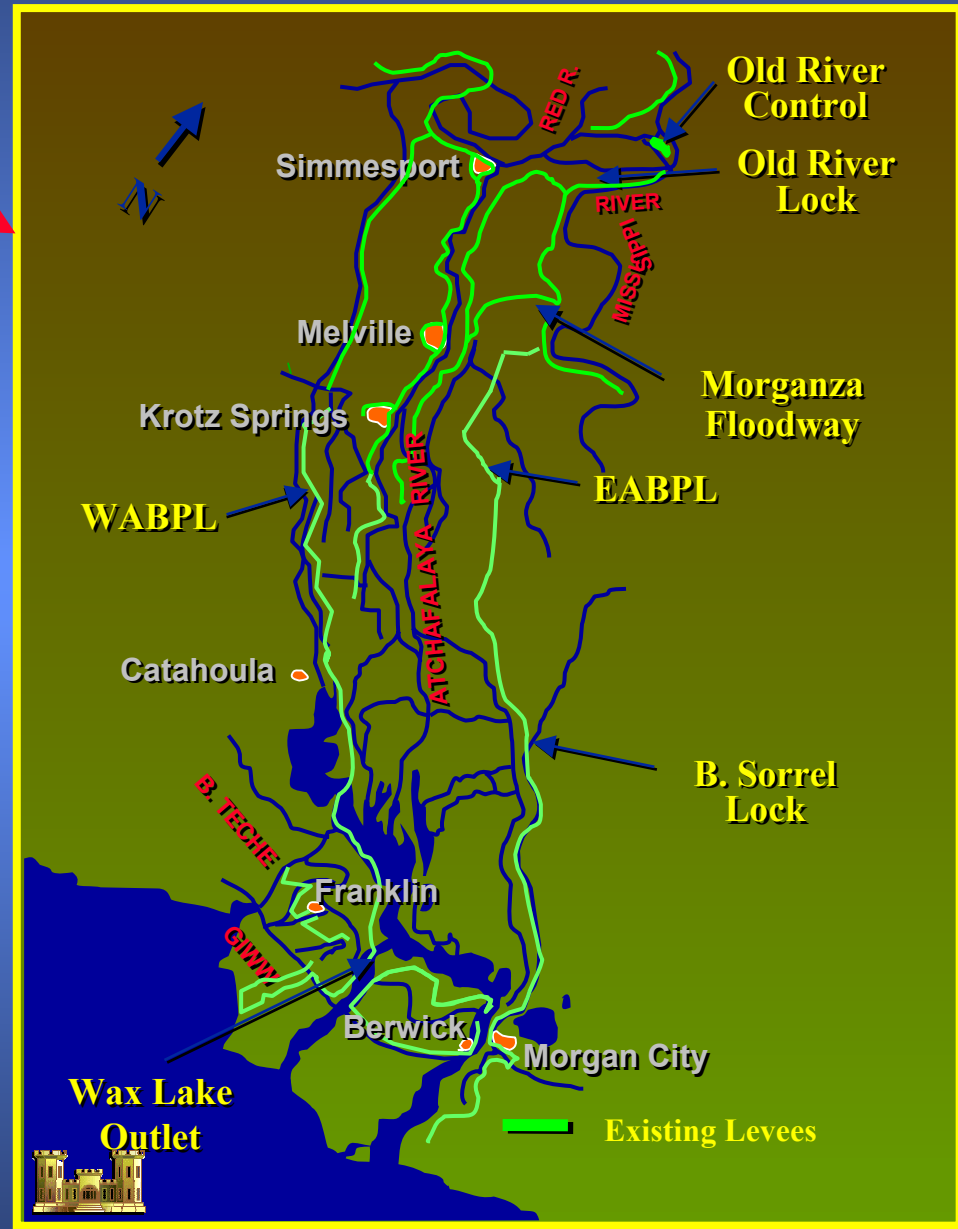 Old River
Control
RED R.
N
Simmesport
Old River
Lock
RIVER
MISSISIPPI
Melville
Morganza
Floodway
Krotz Springs
EABPL
WABPL
ATCHAFALAYA RIVER
Catahoula
B. Sorrel
Lock
B. TECHE
Franklin
GIWW
Berwick
Morgan City
Wax Lake
Outlet
Existing Levees